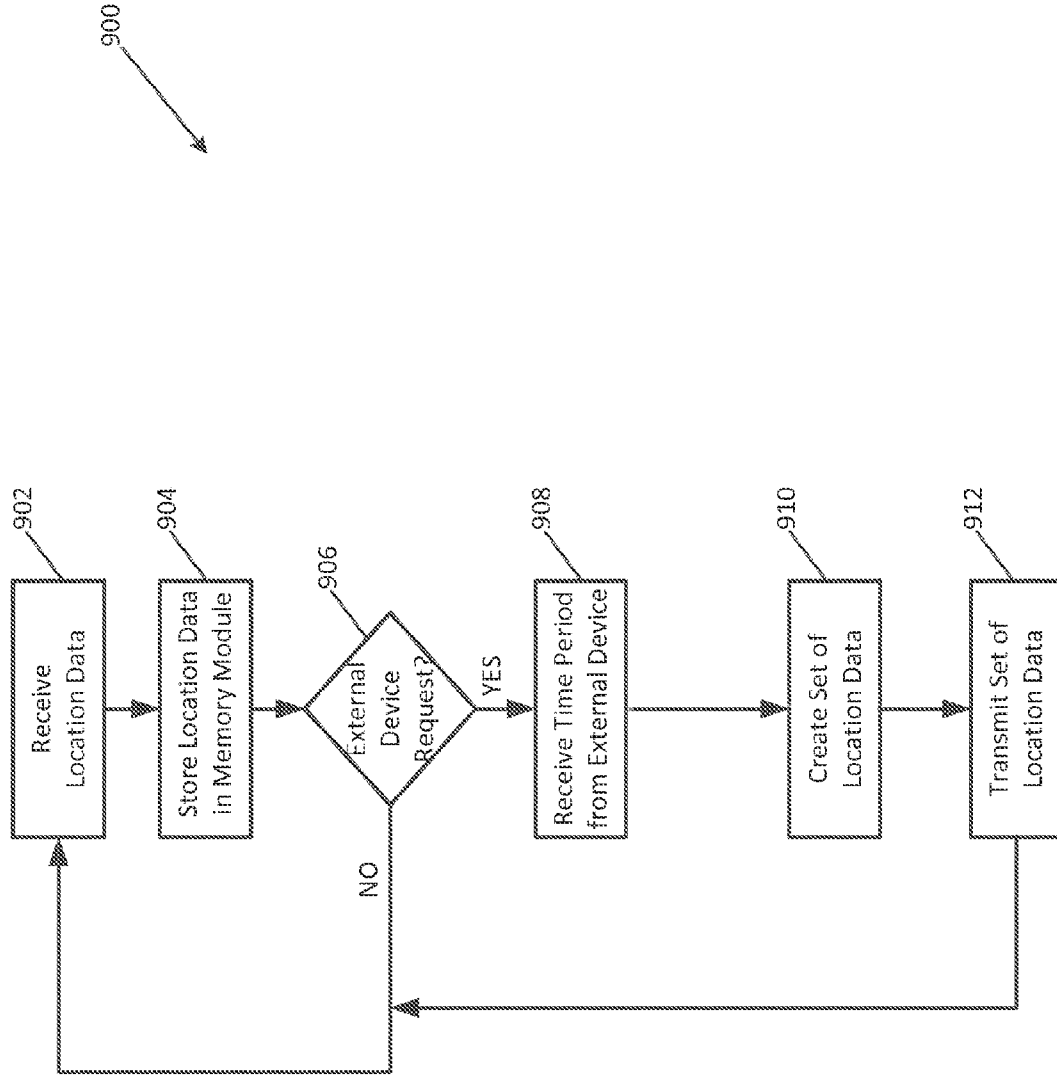 900
902
Receive
Location Data
904
Store Location Data
in Memory Module
906
External
Device
Request?
NO
YES
908
Receive Time Period
from External Device
910
Create Set of
Location Data
912
Transmit Set of
Location Data